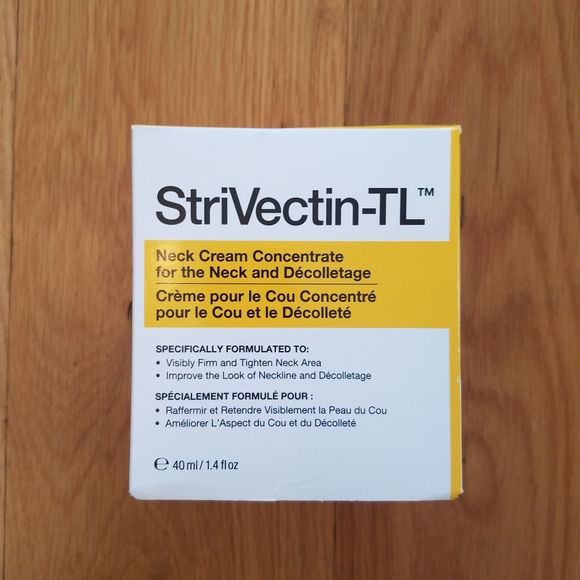 StriVectin-TL™
Neck Cream Concentrate
for the Neck and Décolletage
Crème pour le Cou Concentré
pour le Cou et le Décolleté
SPECIFICALLY FORMULATED TO:
• Visibly Firm and Tighten Neck Area
• Improve the Look of Neckline and Décolletage
SPÉCIALEMENT FORMULÉ POUR :
• Raffermir et Retendre Visiblement la Peau du Cou
• Améliorer L'Aspect du Cou et du Décolleté
℮ 40 ml / 1.4 fl oz